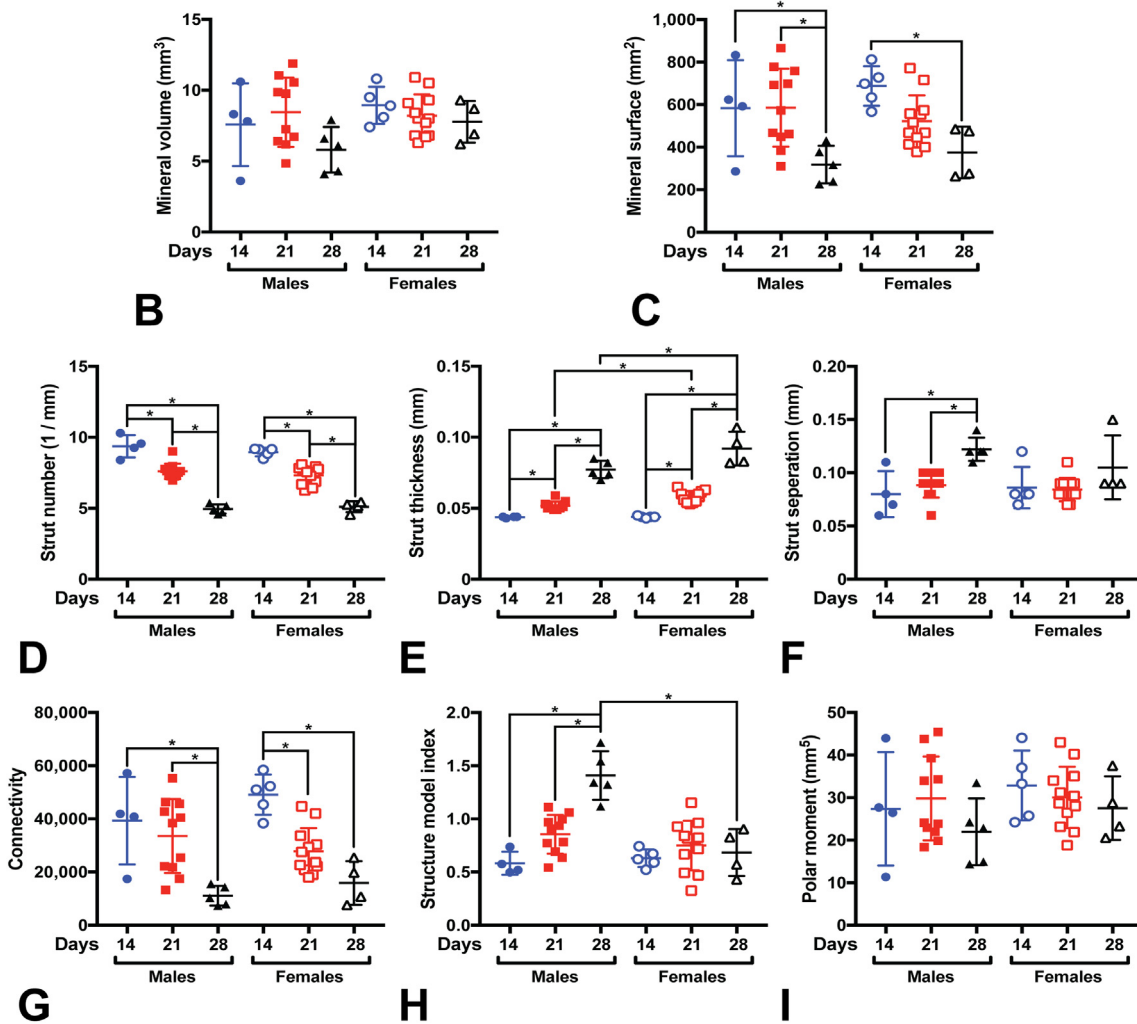 Mineral volume (mm³)
15
10
5
0
Days 14 21 28 14 21 28
Males Females
B
Mineral surface (mm²)
1,000
800
600
400
200
0
* * *
Days 14 21 28 14 21 28
Males Females
C
Strut number (1 / mm)
15
10
5
0
* * * * * *
Days 14 21 28 14 21 28
Males Females
D
Strut thickness (mm)
0.15
0.10
0.05
0
* * * * * * * *
Days 14 21 28 14 21 28
Males Females
E
Strut seperation (mm)
0.20
0.15
0.10
0.05
0
* *
Days 14 21 28 14 21 28
Males Females
F
Connectivity
80,000
60,000
40,000
20,000
0
* * * *
Days 14 21 28 14 21 28
Males Females
G
Structure model index
2.0
1.5
1.0
0.5
0.0
* * *
Days 14 21 28 14 21 28
Males Females
H
Polar moment (mm⁵)
50
40
30
20
10
0
Days 14 21 28 14 21 28
Males Females
I